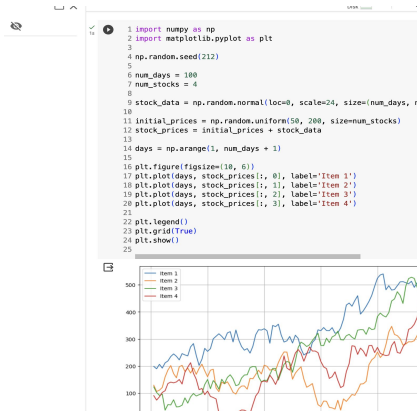 Disk
1s
1 import numpy as np
2 import matplotlib.pyplot as plt
3
4 np.random.seed(212)
5
6 num_days = 100
7 num_stocks = 4
8
9 stock_data = np.random.normal(loc=0, scale=24, size=(num_days,
10
11 initial_prices = np.random.uniform(50, 200, size=num_stocks)
12 stock_prices = initial_prices + stock_data
13
14 days = np.arange(1, num_days + 1)
15
16 plt.figure(figsize=(10, 6))
17 plt.plot(days, stock_prices[:, 0], label='Item 1')
18 plt.plot(days, stock_prices[:, 1], label='Item 2')
19 plt.plot(days, stock_prices[:, 2], label='Item 3')
20 plt.plot(days, stock_prices[:, 3], label='Item 4')
21
22 plt.legend()
23 plt.grid(True)
24 plt.show()
25
Item 1
Item 2
Item 3
Item 4
500
400
300
200
100